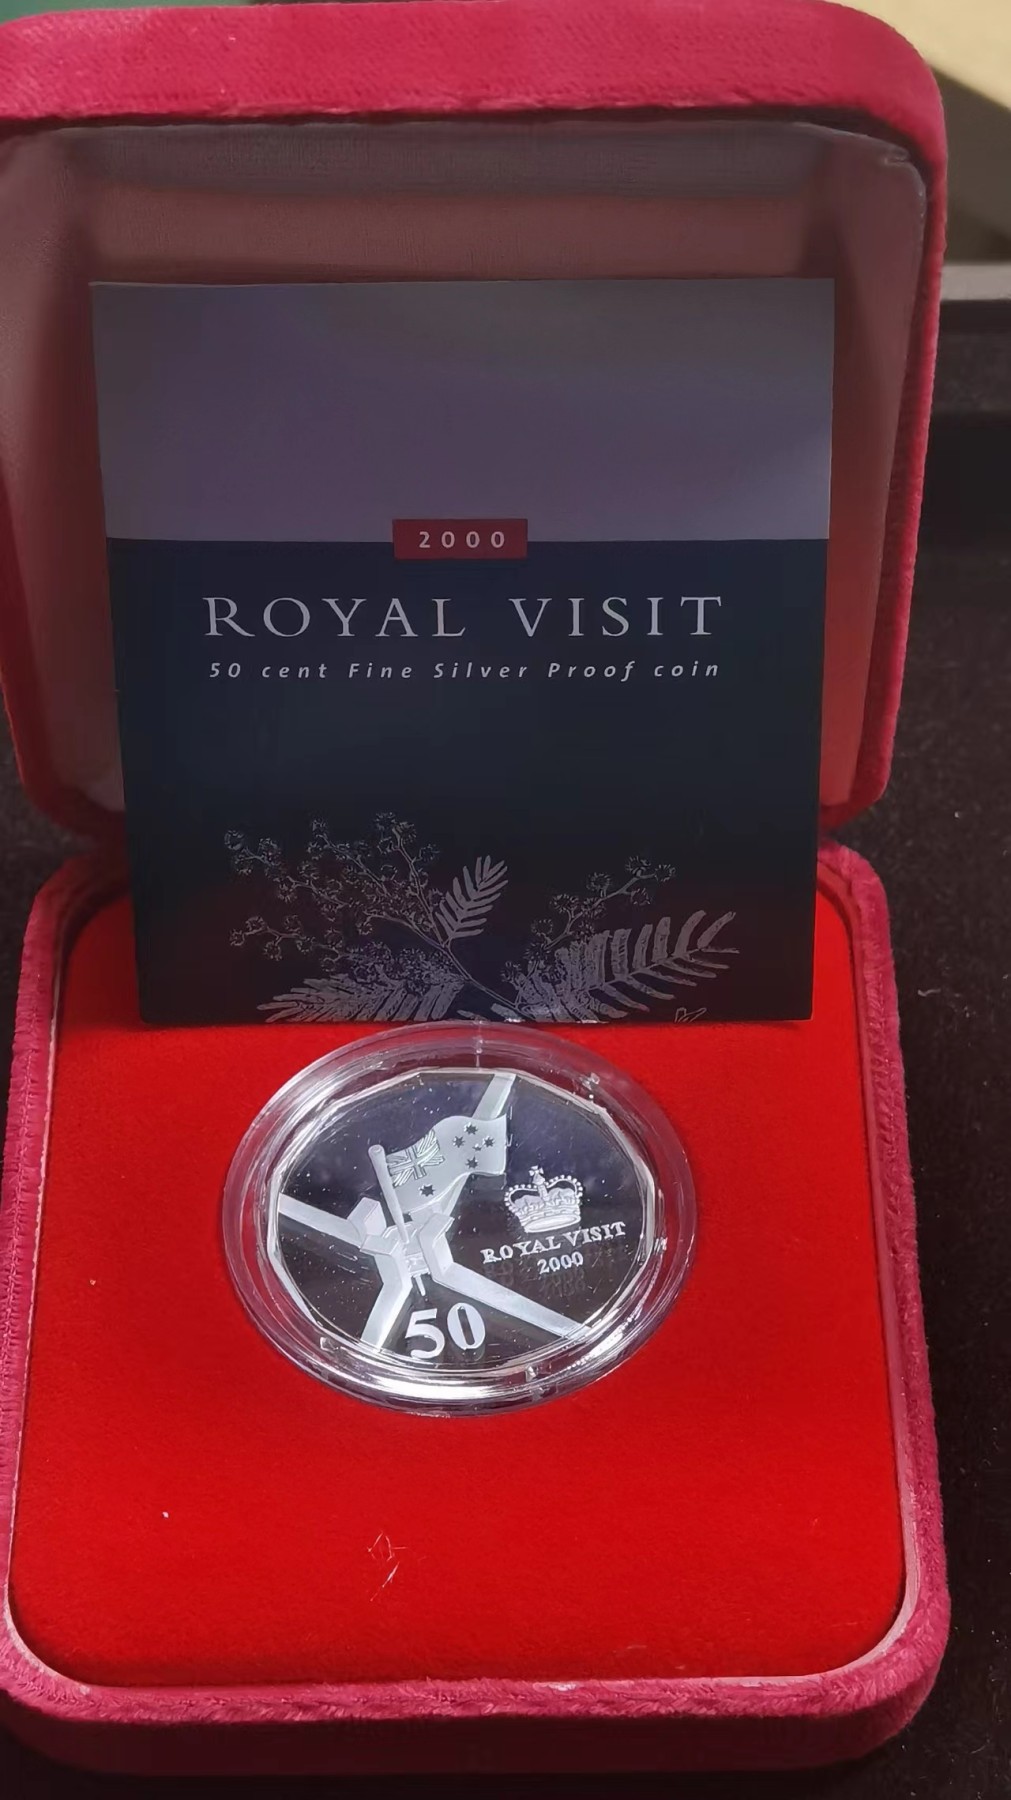 2000
ROYAL VISIT
50 cent Fine Silver Proof coin
ROYAL VISIT
2000
50